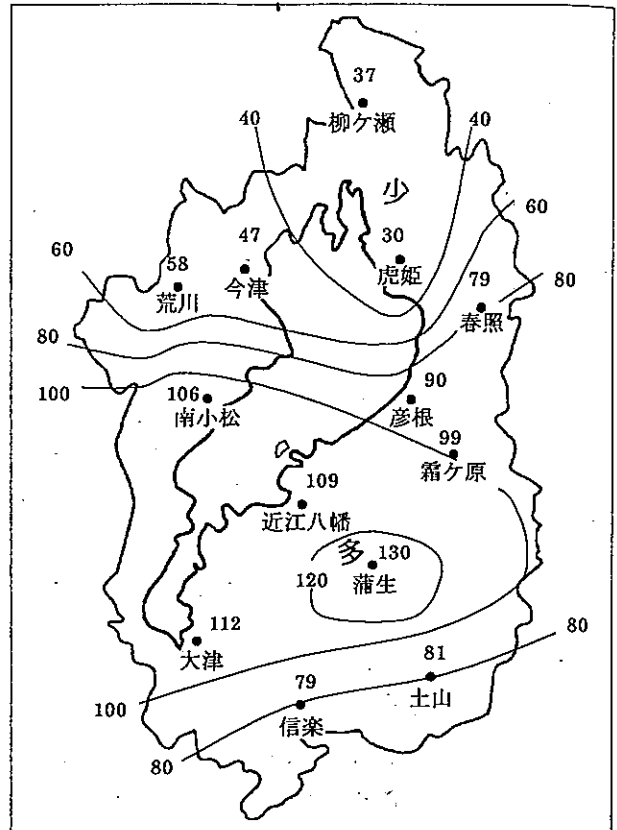 37
柳ケ瀬
40
40
少
60
47
今津
30
虎姫
60
58
荒川
79
春照
80
80
100
106
南小松
90
彦根
99
霜ケ原
109
近江八幡
多
130
蒲生
120
112
大津
80
81
土山
79
信楽
100
80